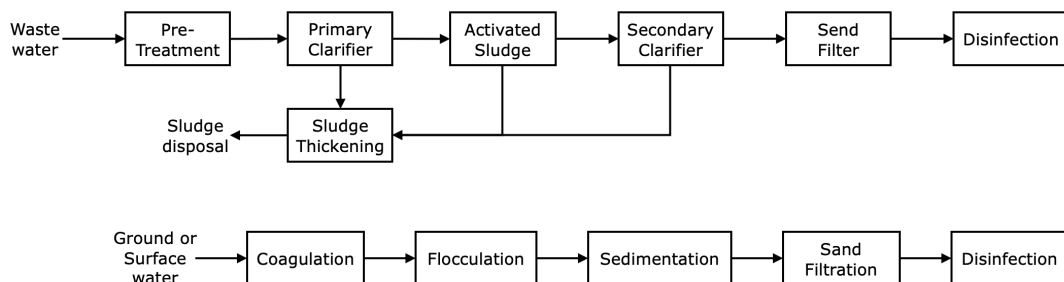 Waste
water
Pre-
Treatment
Primary
Clarifier
Activated
Sludge
Secondary
Clarifier
Send
Filter
Disinfection
Sludge
disposal
Sludge
Thickening
Ground or
Surface
water
Coagulation
Flocculation
Sedimentation
Sand
Filtration
Disinfection